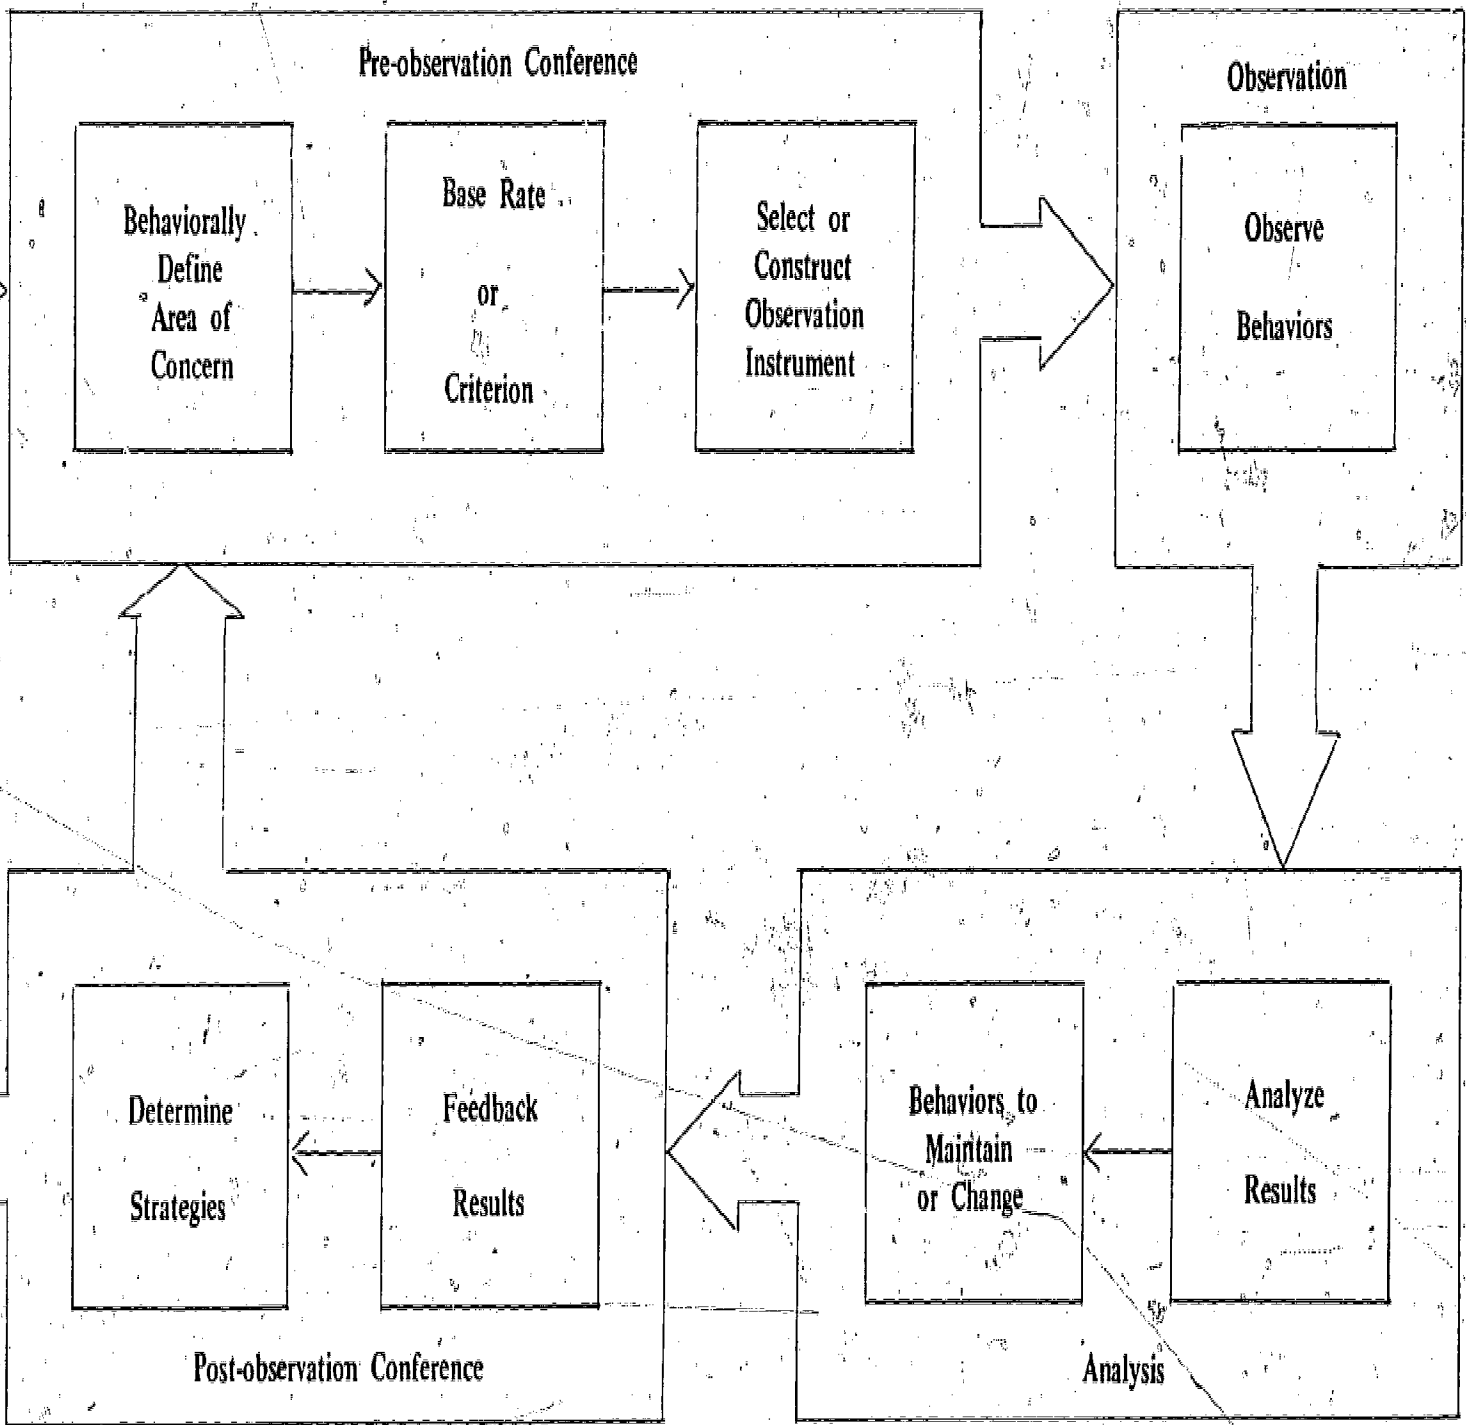 Pre-observation Conference
Behaviorally
Define
Area of
Concern
Base Rate
or
Criterion
Select or
Construct
Observation
Instrument
Observation
Observe
Behaviors
Analyze
Results
Behaviors to
Maintain
or Change
Analysis
Feedback
Results
Determine
Strategies
Post-observation Conference